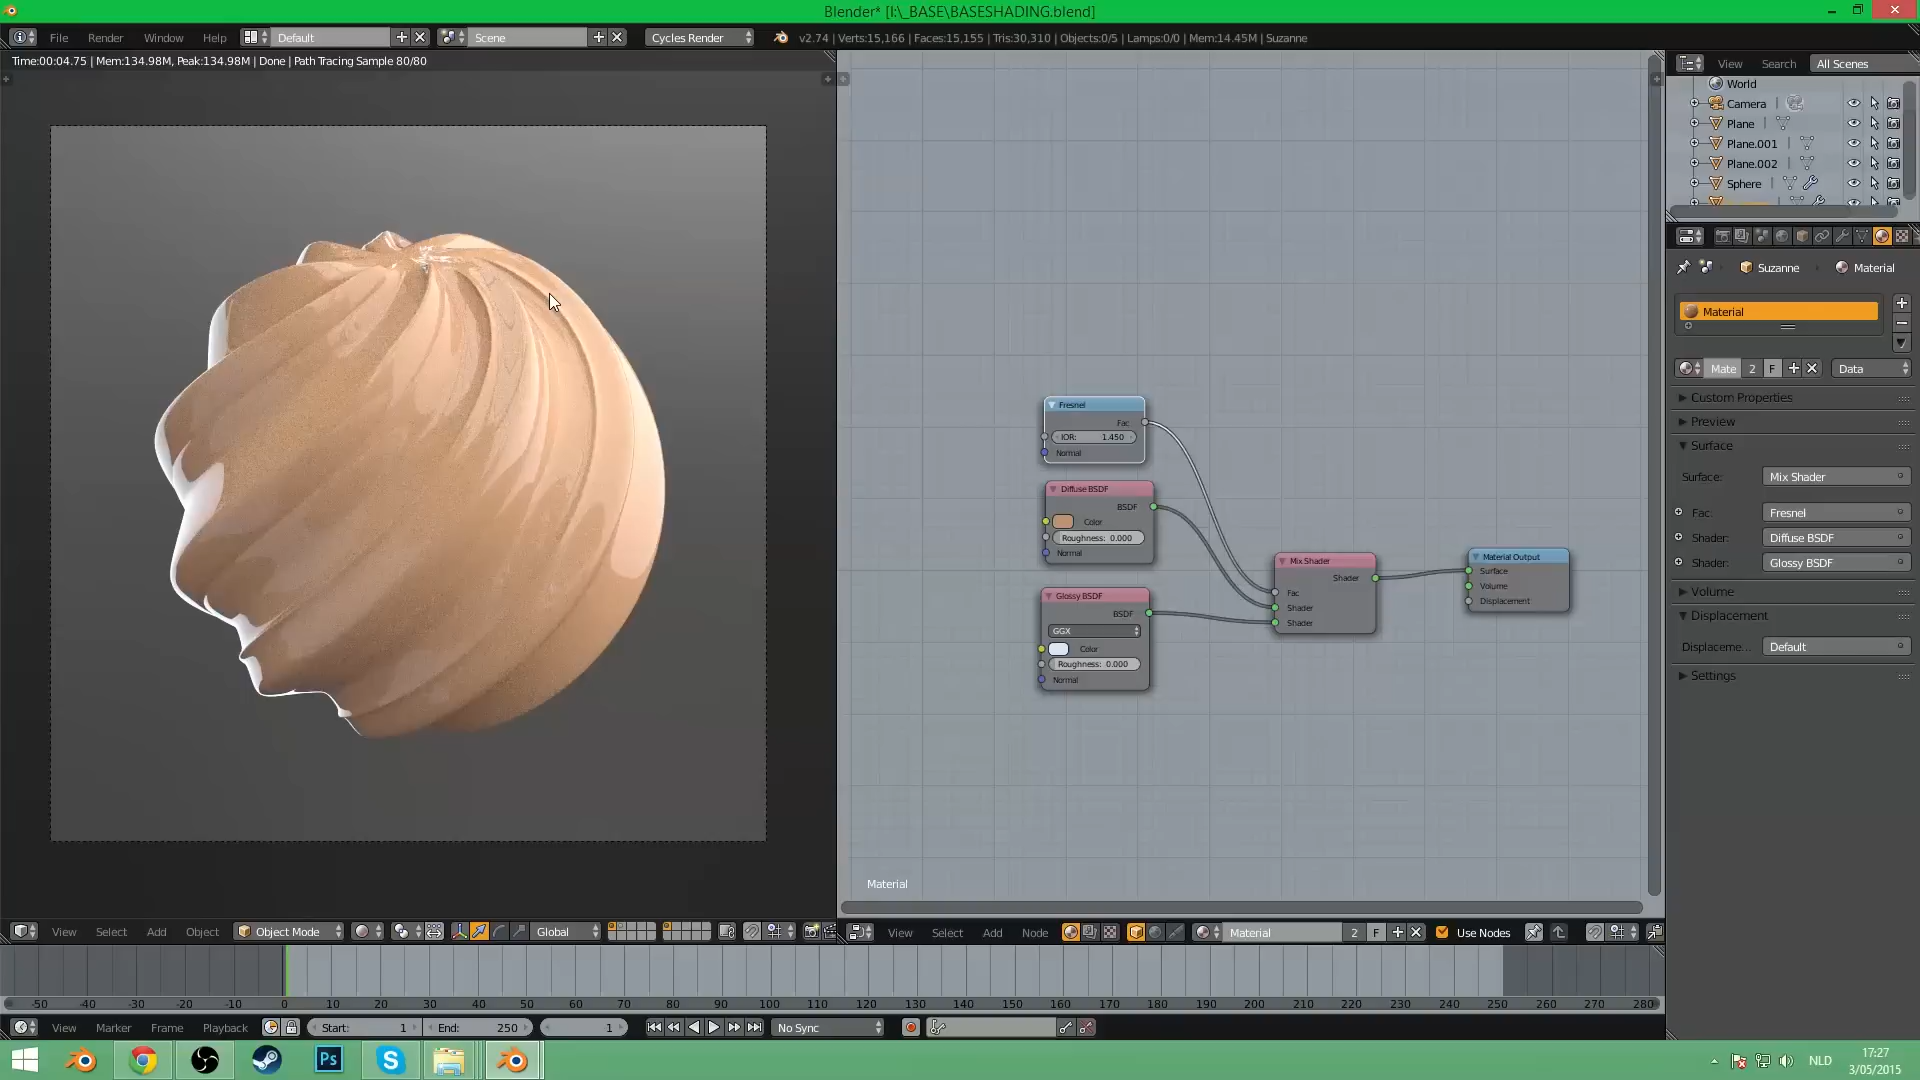 Blender* [I:\_BASE\BASESHADING.blend]
File Render Window Help Default Scene Cycles Render v2.74 | Verts:15,166 | Faces:15,155 | Tris:30,310 | Objects:0/5 | Lamps:0/0 | Mem:14.45M | Suzanne
Time:00:04.75 | Mem:134.98M, Peak:134.98M | Done | Path Tracing Sample 80/80
View Search All Scenes
World
Camera
Plane
Plane.001
Plane.002
Sphere
Suzanne Material
Material
Mate 2 F Data
Custom Properties
Preview
Surface
Surface: Mix Shader
Fac: Fresnel
Shader: Diffuse BSDF
Shader: Glossy BSDF
Volume
Displacement
Displaceme... Default
Settings
Fresnel
Fac
IOR: 1.450
Normal
Diffuse BSDF
BSDF
Color
Roughness: 0.000
Normal
Glossy BSDF
BSDF
GGX
Color
Roughness: 0.000
Normal
Mix Shader
Shader
Fac
Shader
Shader
Material Output
Surface
Volume
Displacement
Material
View Select Add Object Object Mode Global
View Select Add Node Material 2 F Use Nodes
-50 -40 -30 -20 -10 0 10 20 30 40 50 60 70 80 90 100 110 120 130 140 150 160 170 180 190 200 210 220 230 240 250 260 270 280
View Marker Frame Playback Start: 1 End: 250 1 No Sync
Ps
NLD
17:27
3/05/2015